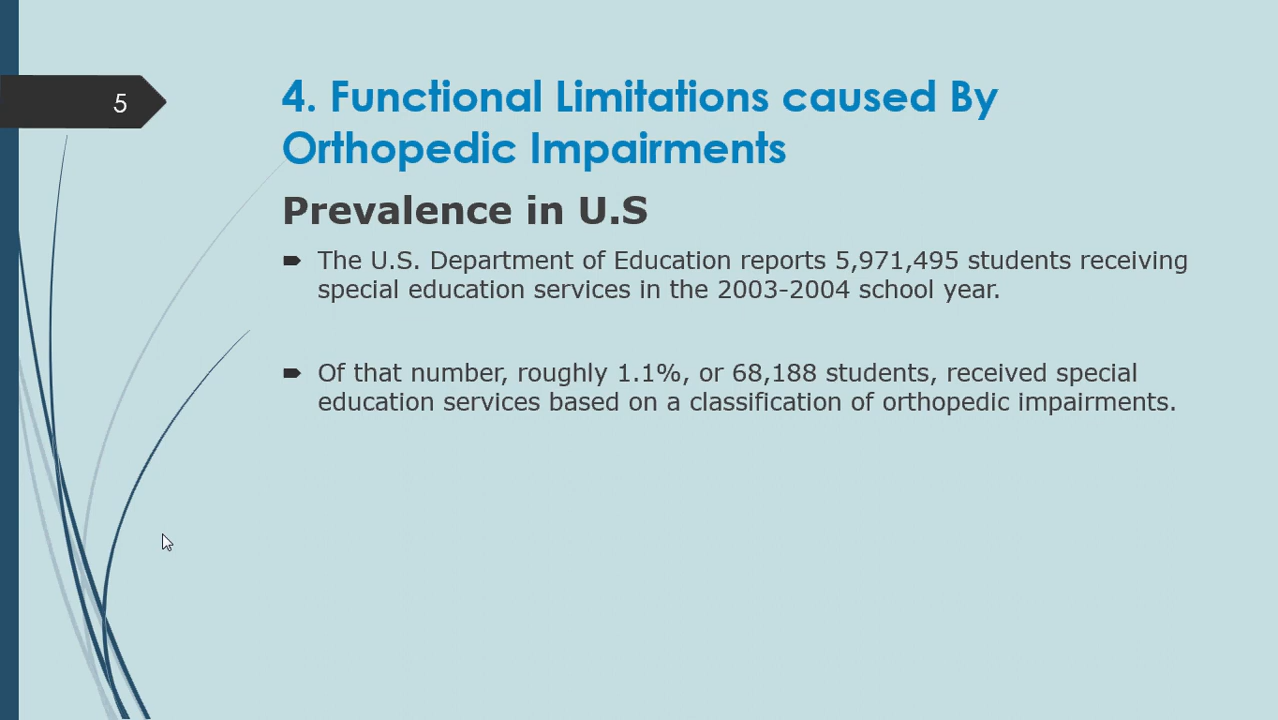 5
4. Functional Limitations caused By
Orthopedic Impairments
Prevalence in U.S
The U.S. Department of Education reports 5,971,495 students receiving
special education services in the 2003-2004 school year.
Of that number, roughly 1.1%, or 68,188 students, received special
education services based on a classification of orthopedic impairments.